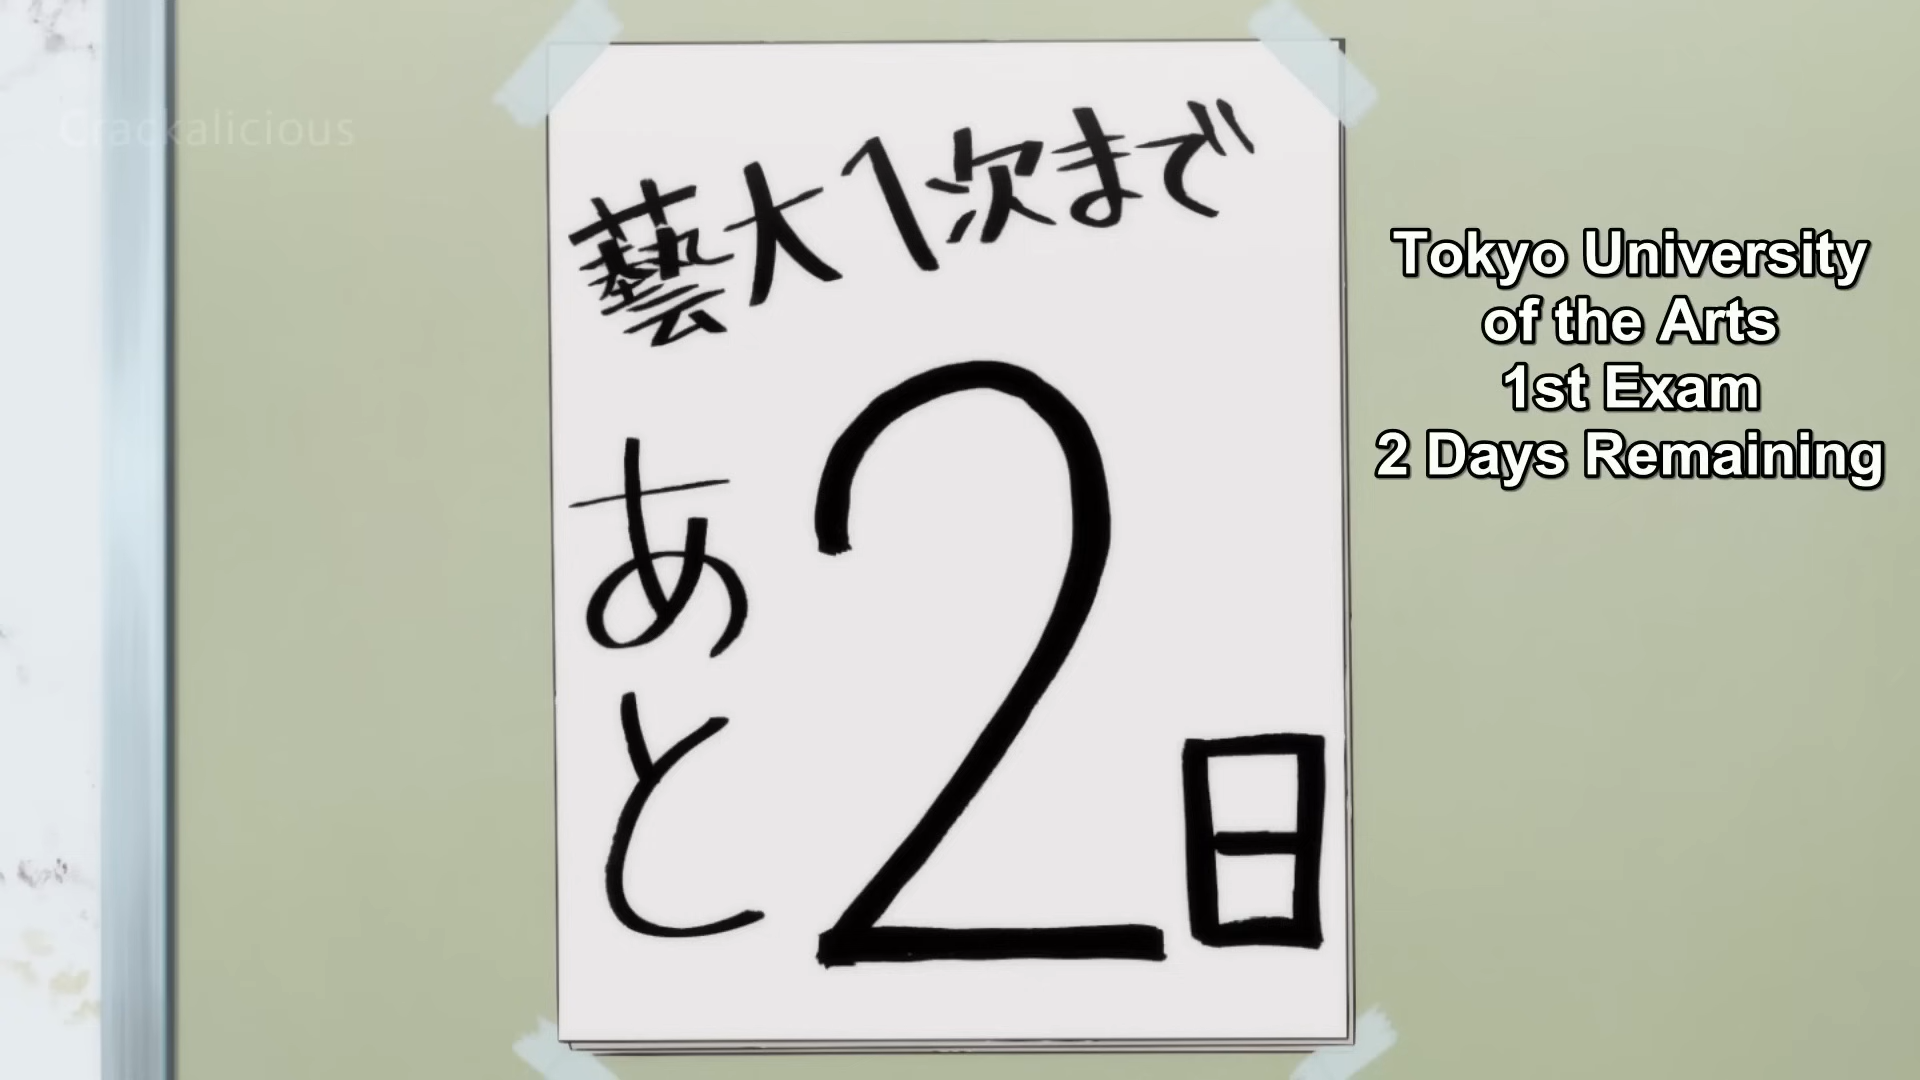 Crackalicious
藝大1次まで
あと2日
Tokyo University
of the Arts
1st Exam
2 Days Remaining